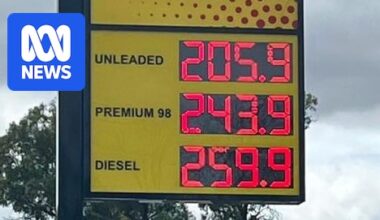 ABC
NEWS
UNLEADED 205.9
PREMIUM 98 243.9
DIESEL 259.9